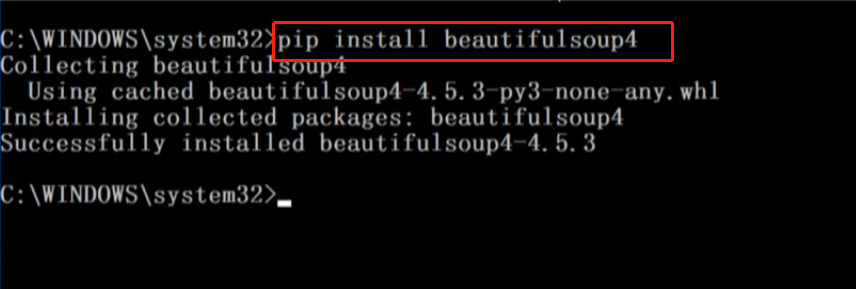 C:\WINDOWS\system32>pip install beautifulsoup4
Collecting beautifulsoup4
  Using cached beautifulsoup4-4.5.3-py3-none-any.whl
Installing collected packages: beautifulsoup4
Successfully installed beautifulsoup4-4.5.3
C:\WINDOWS\system32>